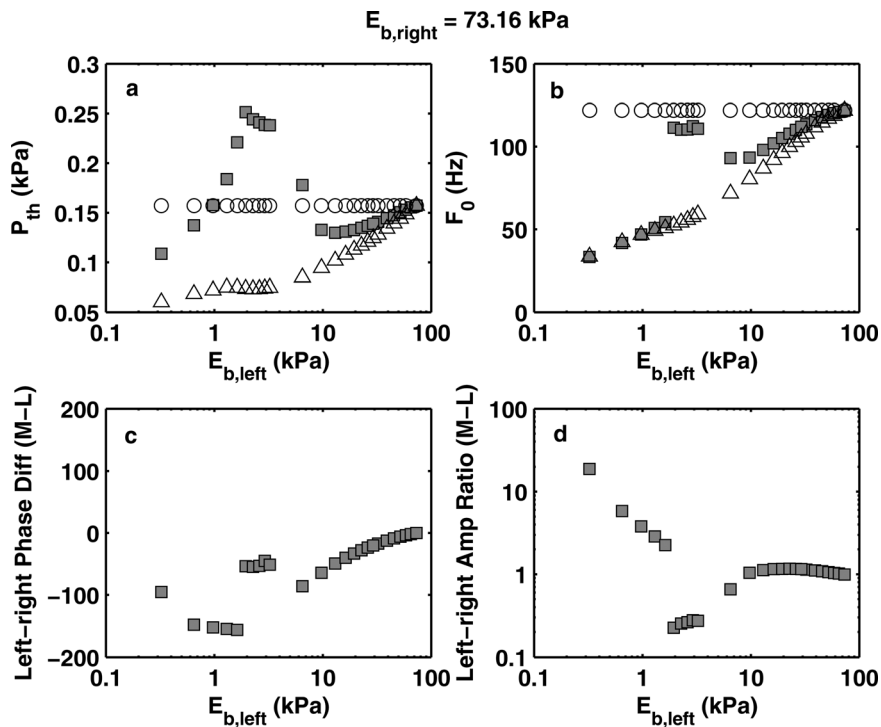 E_b,right = 73.16 kPa
a
P_th (kPa)
0.3
0.25
0.2
0.15
0.1
0.05
0.1 1 10 100
E_b,left (kPa)
b
F_0 (Hz)
150
100
50
0
0.1 1 10 100
E_b,left (kPa)
c
Left−right Phase Diff (M−L)
200
100
0
−100
−200
0.1 1 10 100
E_b,left (kPa)
d
Left−right Amp Ratio (M−L)
100
10
1
0.1
0.1 1 10 100
E_b,left (kPa)